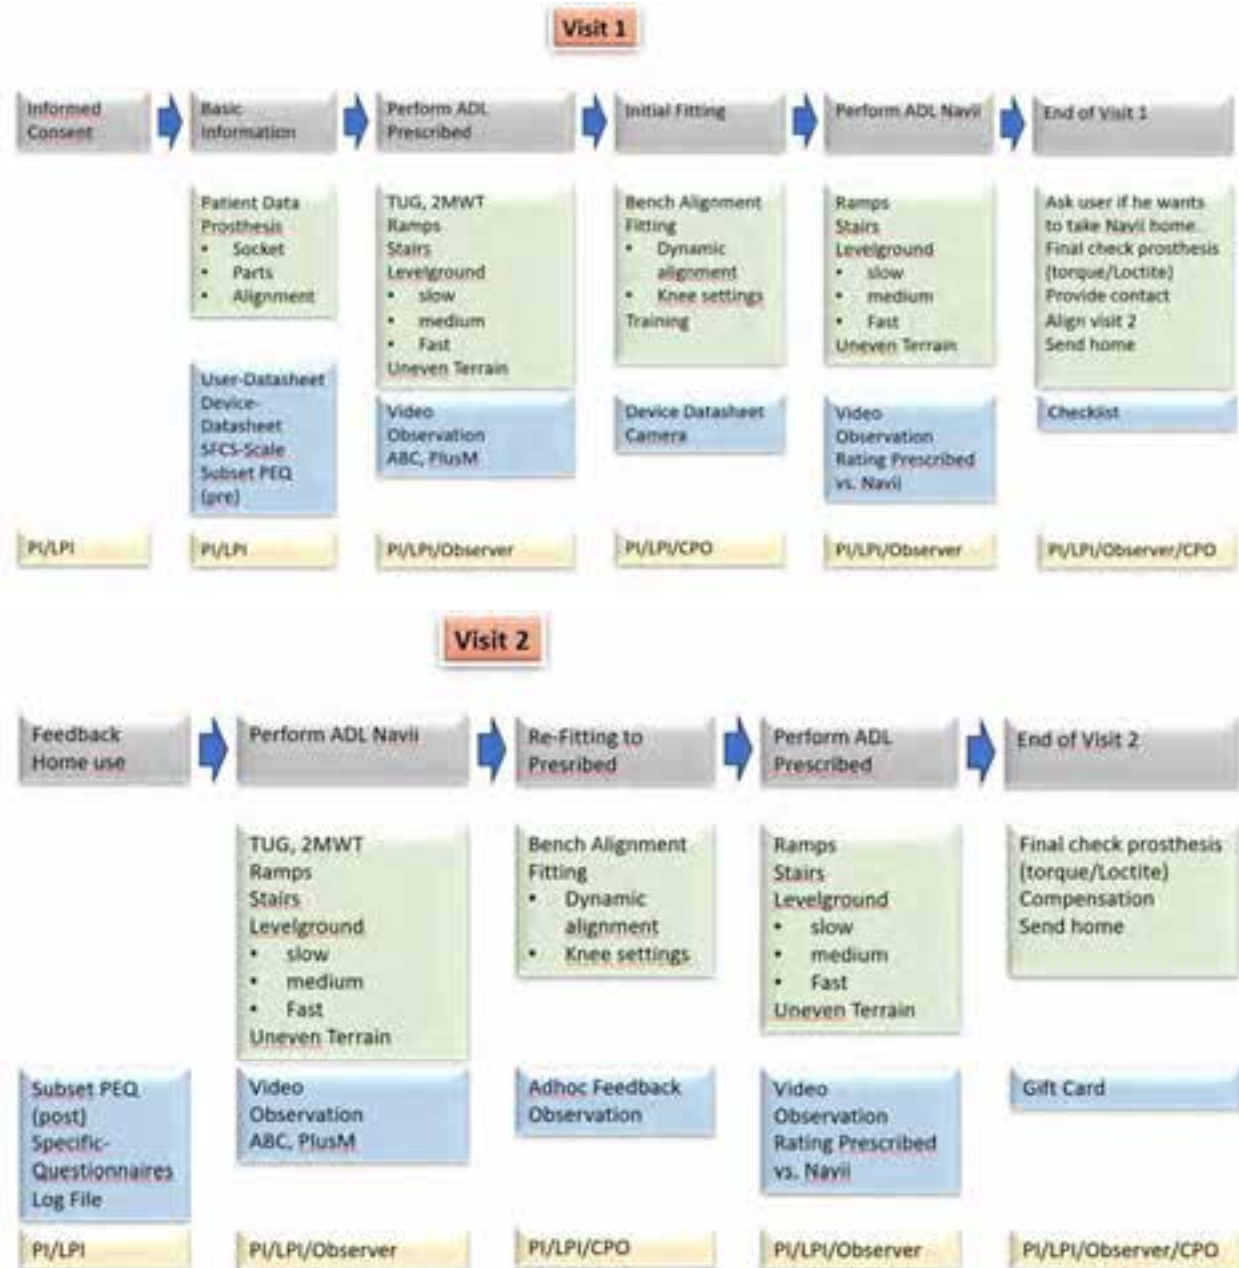 Visit 1
Informed
Consent
Basic
Information
Perform ADL
Prescribed
Initial Fitting
Perform ADL Navii
End of Visit 1
Patient Data
Prosthesis
• Socket
• Parts
• Alignment
TUG, 2MWT
Ramps
Stairs
Levelground
• slow
• medium
• Fast
Uneven Terrain
Bench Alignment
Fitting
• Dynamic
alignment
• Knee settings
Training
Ramps
Stairs
Levelground
• slow
• medium
• Fast
Uneven Terrain
Ask user if he wants
to take Navii home.
Final check prosthesis
(torque/Loctite)
Provide contact
Align visit 2
Send home
User-Datasheet
Device-
Datasheet
SFCS-Scale
Subset PEQ
(pre)
Video
Observation
ABC, PlusM
Device Datasheet
Camera
Video
Observation
Rating Prescribed
vs. Navii
Checklist
PI/LPI
PI/LPI
PI/LPI/Observer
PI/LPI/CPO
PI/LPI/Observer
PI/LPI/Observer/CPO
Visit 2
Feedback
Home use
Perform ADL Navii
Re-Fitting to
Presribed
Perform ADL
Prescribed
End of Visit 2
TUG, 2MWT
Ramps
Stairs
Levelground
• slow
• medium
• Fast
Uneven Terrain
Bench Alignment
Fitting
• Dynamic
alignment
• Knee settings
Ramps
Stairs
Levelground
• slow
• medium
• Fast
Uneven Terrain
Final check prosthesis
(torque/Loctite)
Compensation
Send home
Subset PEQ
(post)
Specific-
Questionnaires
Log File
Video
Observation
ABC, PlusM
Adhoc Feedback
Observation
Video
Observation
Rating Prescribed
vs. Navii
Gift Card
PI/LPI
PI/LPI/Observer
PI/LPI/CPO
PI/LPI/Observer
PI/LPI/Observer/CPO